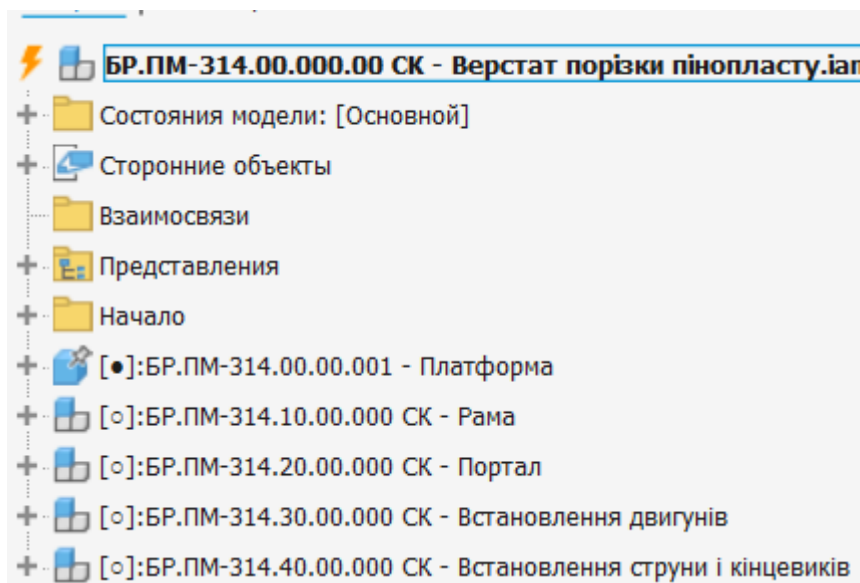 БР.ПМ-314.00.000.00 СК - Верстат порізки пінопласту.iam
Состояния модели: [Основной]
Сторонние объекты
Взаимосвязи
Представления
Начало
[●]:БР.ПМ-314.00.00.001 - Платформа
[○]:БР.ПМ-314.10.00.000 СК - Рама
[○]:БР.ПМ-314.20.00.000 СК - Портал
[○]:БР.ПМ-314.30.00.000 СК - Встановлення двигунів
[○]:БР.ПМ-314.40.00.000 СК - Встановлення струни і кінцевиків